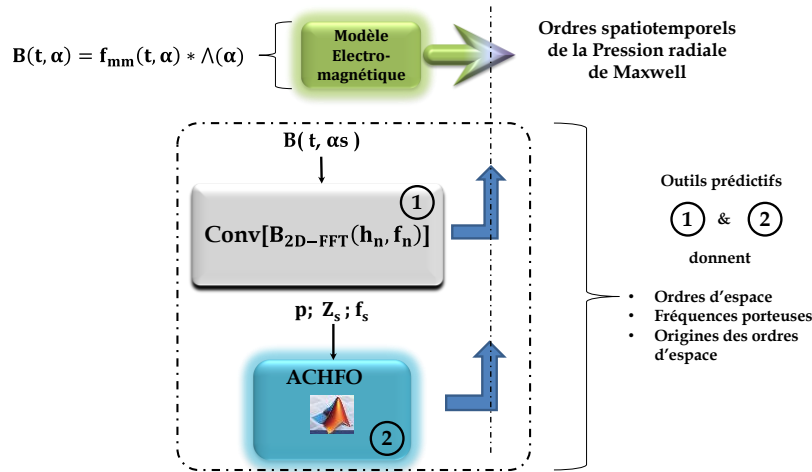 B(t, α) = f_mm(t, α) ∗ Λ(α)
Modèle
Electro-
magnétique
Ordres spatiotemporels
de la Pression radiale
de Maxwell
B( t, αs )
1
Conv[B_2D−FFT(h_n, f_n)]
p; Z_s ; f_s
ACHFO
2
Outils prédictifs
1 & 2
donnent
• Ordres d'espace
• Fréquences porteuses
• Origines des ordres
d'espace